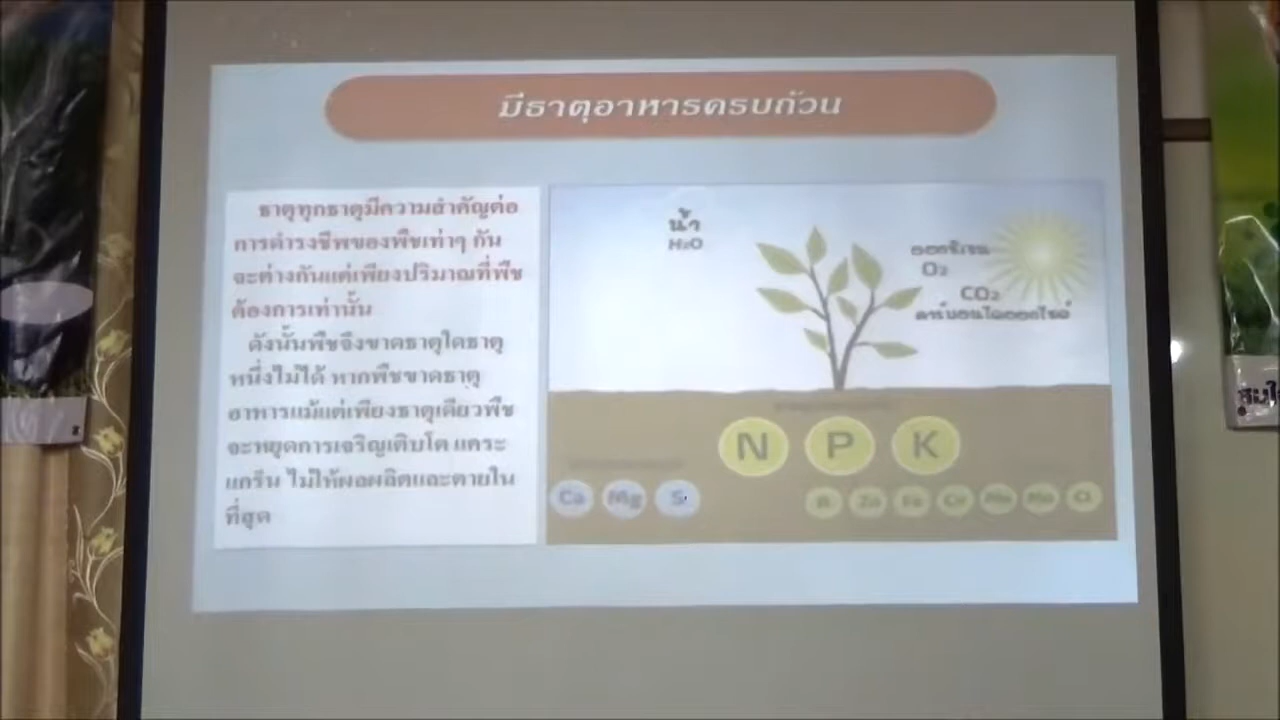 มีธาตุอาหารครบถ้วน
ธาตุทุกธาตุมีความสำคัญต่อ
การดำรงชีพของพืชเท่าๆ กัน
จะต่างกันแต่เพียงปริมาณที่พืช
ต้องการเท่านั้น
ดังนั้นพืชจึงขาดธาตุใดธาตุ
หนึ่งไม่ได้ หากพืชขาดธาตุ
อาหารแม้แต่เพียงธาตุเดียวพืช
จะหยุดการเจริญเติบโต แคระ
แกร็น ไม่ให้ผลผลิตและตายใน
ที่สุด
น้ำ
H₂O
ออกซิเจน
O₂
CO₂
คาร์บอนไดออกไซด์
N P K
Ca Mg S
Zn Fe Cl